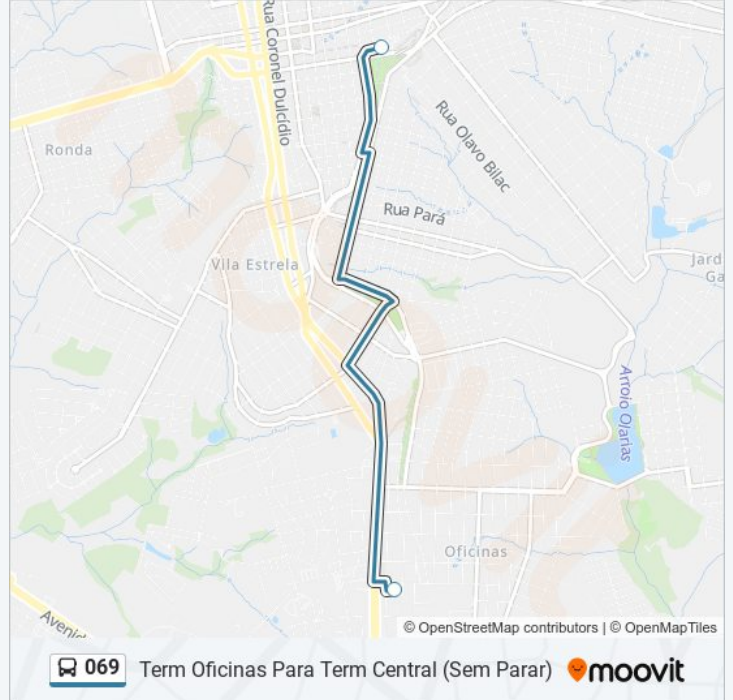 Rua Coronel Dulcídio
Ronda
Rua Olavo Bilac
Rua Pará
Vila Estrela
Jard
Ga
Arroio Olarias
Oficinas
Avenid
© OpenStreetMap contributors | © OpenMapTiles
069 Term Oficinas Para Term Central (Sem Parar) moovit